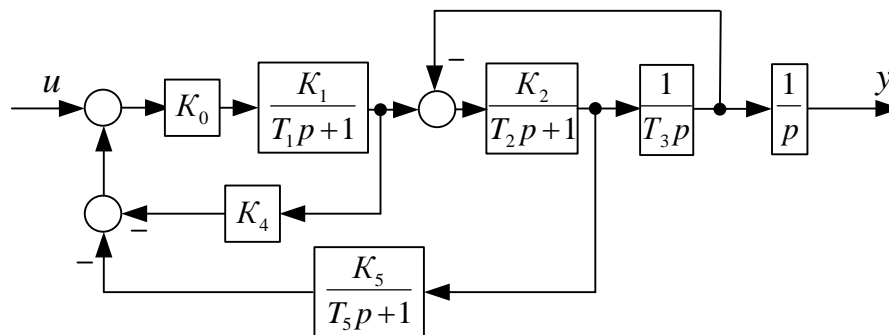 −
u
K₀
K₁
T₁p+1
−
K₂
T₂p+1
1
T₃p
1
p
y
K₄
−
−
K₅
T₅p+1